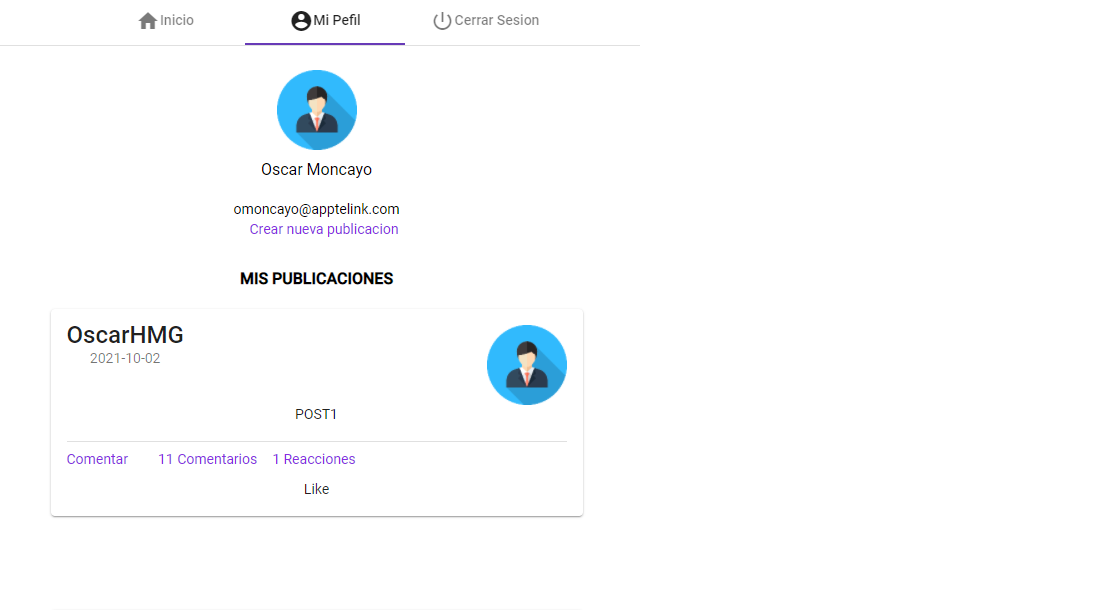 Inicio
Mi Pefil
Cerrar Sesion
Oscar Moncayo
omoncayo@apptelink.com
Crear nueva publicacion
MIS PUBLICACIONES
OscarHMG
2021-10-02
POST1
Comentar 11 Comentarios 1 Reacciones
Like